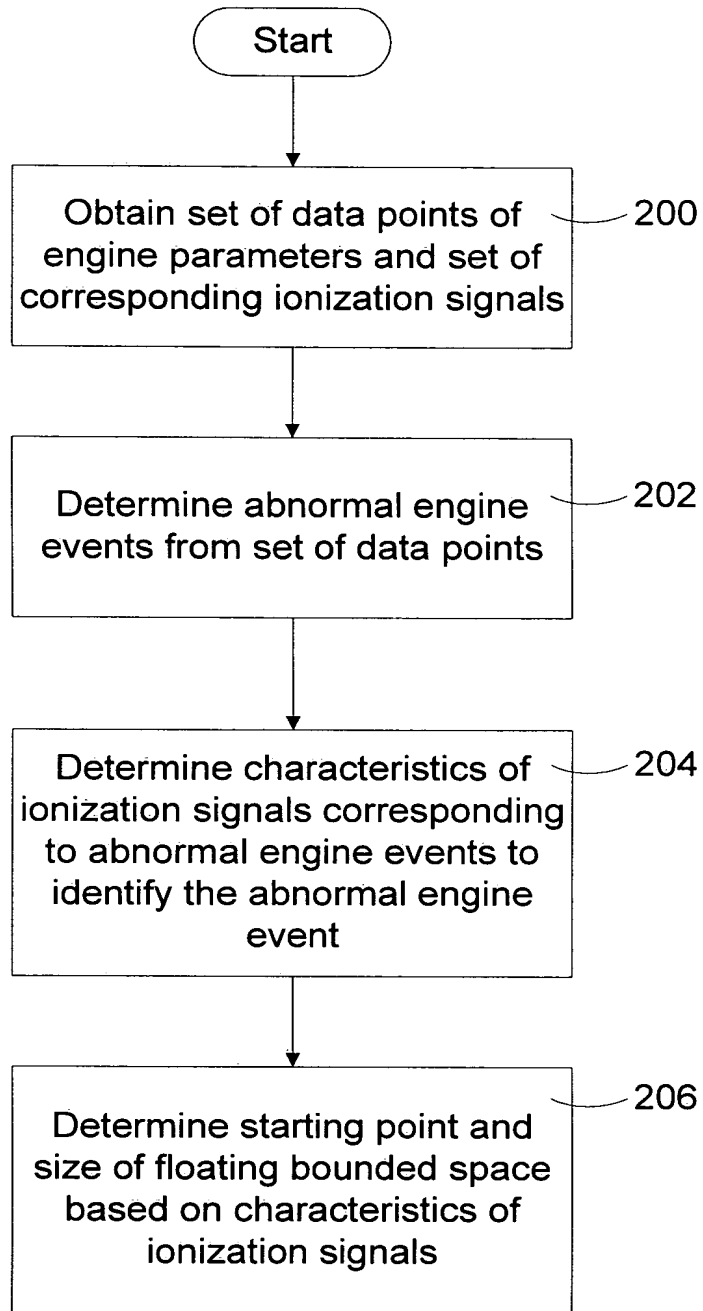 Start
Obtain set of data points of
engine parameters and set of
corresponding ionization signals
200
Determine abnormal engine
events from set of data points
202
Determine characteristics of
ionization signals corresponding
to abnormal engine events to
identify the abnormal engine
event
204
Determine starting point and
size of floating bounded space
based on characteristics of
ionization signals
206